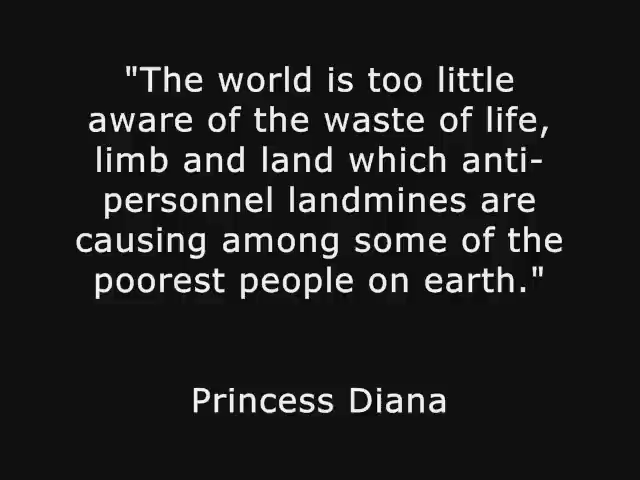 "The world is too little
aware of the waste of life,
limb and land which anti-
personnel landmines are
causing among some of the
poorest people on earth."
Princess Diana